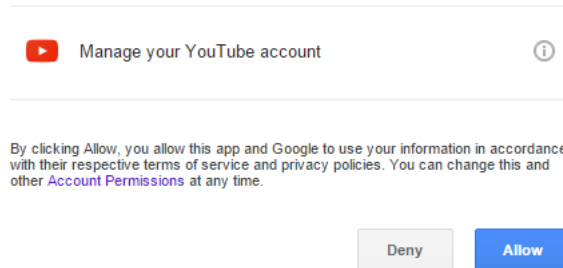 Manage your YouTube account
By clicking Allow, you allow this app and Google to use your information in accordance
with their respective terms of service and privacy policies. You can change this and
other Account Permissions at any time.
Deny Allow